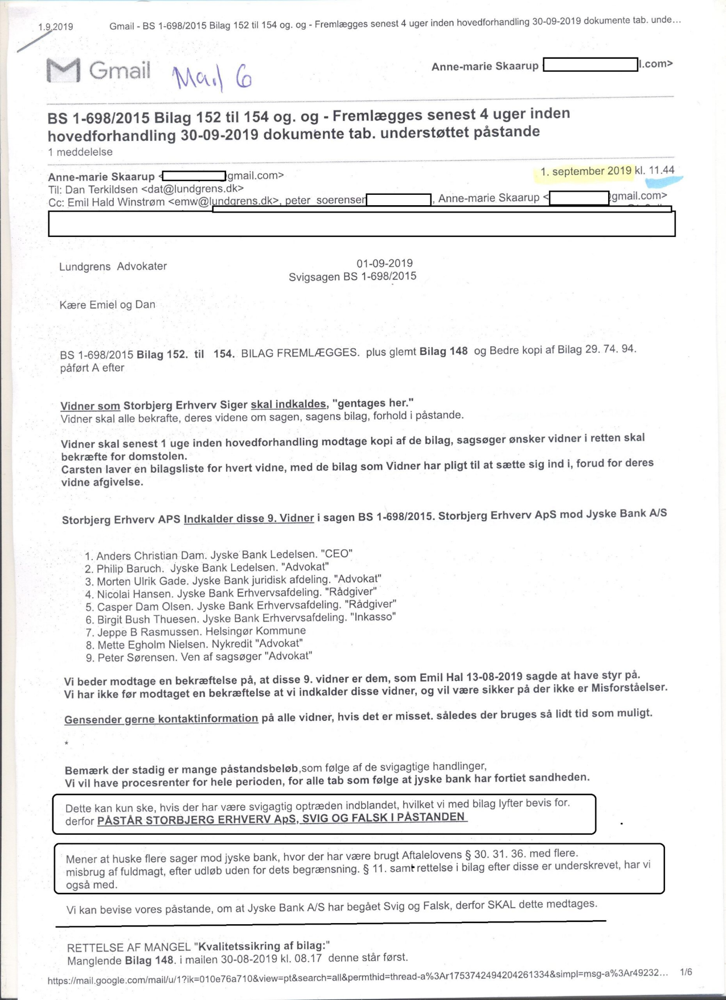 1.9.2019 Gmail - BS 1-698/2015 Bilag 152 til 154 og. og - Fremlægges senest 4 uger inden hovedforhandling 30-09-2019 dokumente tab. unde...
Gmail Mail 6 Anne-marie Skaarup l.com>
BS 1-698/2015 Bilag 152 til 154 og. og - Fremlægges senest 4 uger inden
hovedforhandling 30-09-2019 dokumente tab. understøttet påstande
1 meddelelse
Anne-marie Skaarup < gmail.com> 1. september 2019 kl. 11.44
Til: Dan Terkildsen <dat@lundgrens.dk>
Cc: Emil Hald Winstrøm <emw@lundgrens.dk>, peter soerensen , Anne-marie Skaarup < gmail.com>
Lundgrens Advokater 01-09-2019
Svigsagen BS 1-698/2015
Kære Emiel og Dan
BS 1-698/2015 Bilag 152. til 154. BILAG FREMLÆGGES. plus glemt Bilag 148 og Bedre kopi af Bilag 29. 74. 94.
påført A efter
Vidner som Storbjerg Erhverv Siger skal indkaldes, "gentages her."
Vidner skal alle bekrafte, deres videne om sagen, sagens bilag, forhold i påstande.
Vidner skal senest 1 uge inden hovedforhandling modtage kopi af de bilag, sagsøger ønsker vidner i retten skal
bekræfte for domstolen.
Carsten laver en bilagsliste for hvert vidne, med de bilag som Vidner har pligt til at sætte sig ind i, forud for deres
vidne afgivelse.
Storbjerg Erhverv APS Indkalder disse 9. Vidner i sagen BS 1-698/2015. Storbjerg Erhverv ApS mod Jyske Bank A/S
1. Anders Christian Dam. Jyske Bank Ledelsen. "CEO"
2. Philip Baruch. Jyske Bank Ledelsen. "Advokat"
3. Morten Ulrik Gade. Jyske Bank juridisk afdeling. "Advokat"
4. Nicolai Hansen. Jyske Bank Erhvervsafdeling. "Rådgiver"
5. Casper Dam Olsen. Jyske Bank Erhvervsafdeling. "Rådgiver"
6. Birgit Bush Thuesen. Jyske Bank Erhvervsafdeling. "Inkasso"
7. Jeppe B Rasmussen. Helsingør Kommune
8. Mette Egholm Nielsen. Nykredit "Advokat"
9. Peter Sørensen. Ven af sagsøger "Advokat"
Vi beder modtage en bekræftelse på, at disse 9. vidner er dem, som Emil Hal 13-08-2019 sagde at have styr på.
Vi har ikke før modtaget en bekræftelse at vi indkalder disse vidner, og vil være sikker på der ikke er Misforståelser.
Gensender gerne kontaktinformation på alle vidner, hvis det er misset. således der bruges så lidt tid som muligt.
*
Bemærk der stadig er mange påstandsbeløb,som følge af de svigagtige handlinger,
Vi vil have procesrenter for hele perioden, for alle tab som følge at jyske bank har fortiet sandheden.
Dette kan kun ske, hvis der har være svigagtig optræden indblandet, hvilket vi med bilag lyfter bevis for.
derfor PÅSTÅR STORBJERG ERHVERV ApS, SVIG OG FALSK I PÅSTANDEN
Mener at huske flere sager mod jyske bank, hvor der har være brugt Aftalelovens § 30. 31. 36. med flere.
misbrug af fuldmagt, efter udløb uden for dets begrænsning. § 11. samt rettelse i bilag efter disse er underskrevet, har vi
også med.
Vi kan bevise vores påstande, om at Jyske Bank A/S har begået Svig og Falsk, derfor SKAL dette medtages.
RETTELSE AF MANGEL "Kvalitetssikring af bilag:"
Manglende Bilag 148. i mailen 30-08-2019 kl. 08.17 denne står først.
https://mail.google.com/mail/u/1?ik=010e76a710&view=pt&search=all&permthid=thread-a%3Ar1753742494204261334&simpl=msg-a%3Ar49232... 1/6